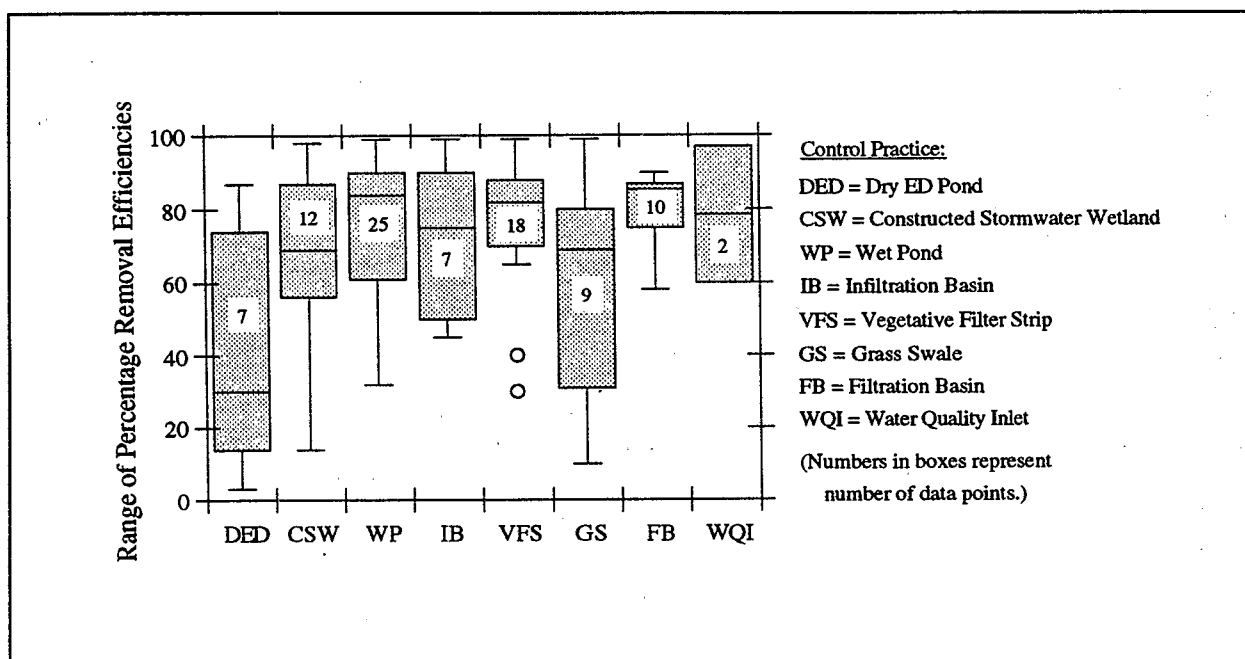 Range of Percentage Removal Efficiencies
100
80
60
40
20
0
7
12
25
7
18
9
10
2
DED
CSW
WP
IB
VFS
GS
FB
WQI
Control Practice:
DED = Dry ED Pond
CSW = Constructed Stormwater Wetland
WP = Wet Pond
IB = Infiltration Basin
VFS = Vegetative Filter Strip
GS = Grass Swale
FB = Filtration Basin
WQI = Water Quality Inlet
(Numbers in boxes represent
number of data points.)